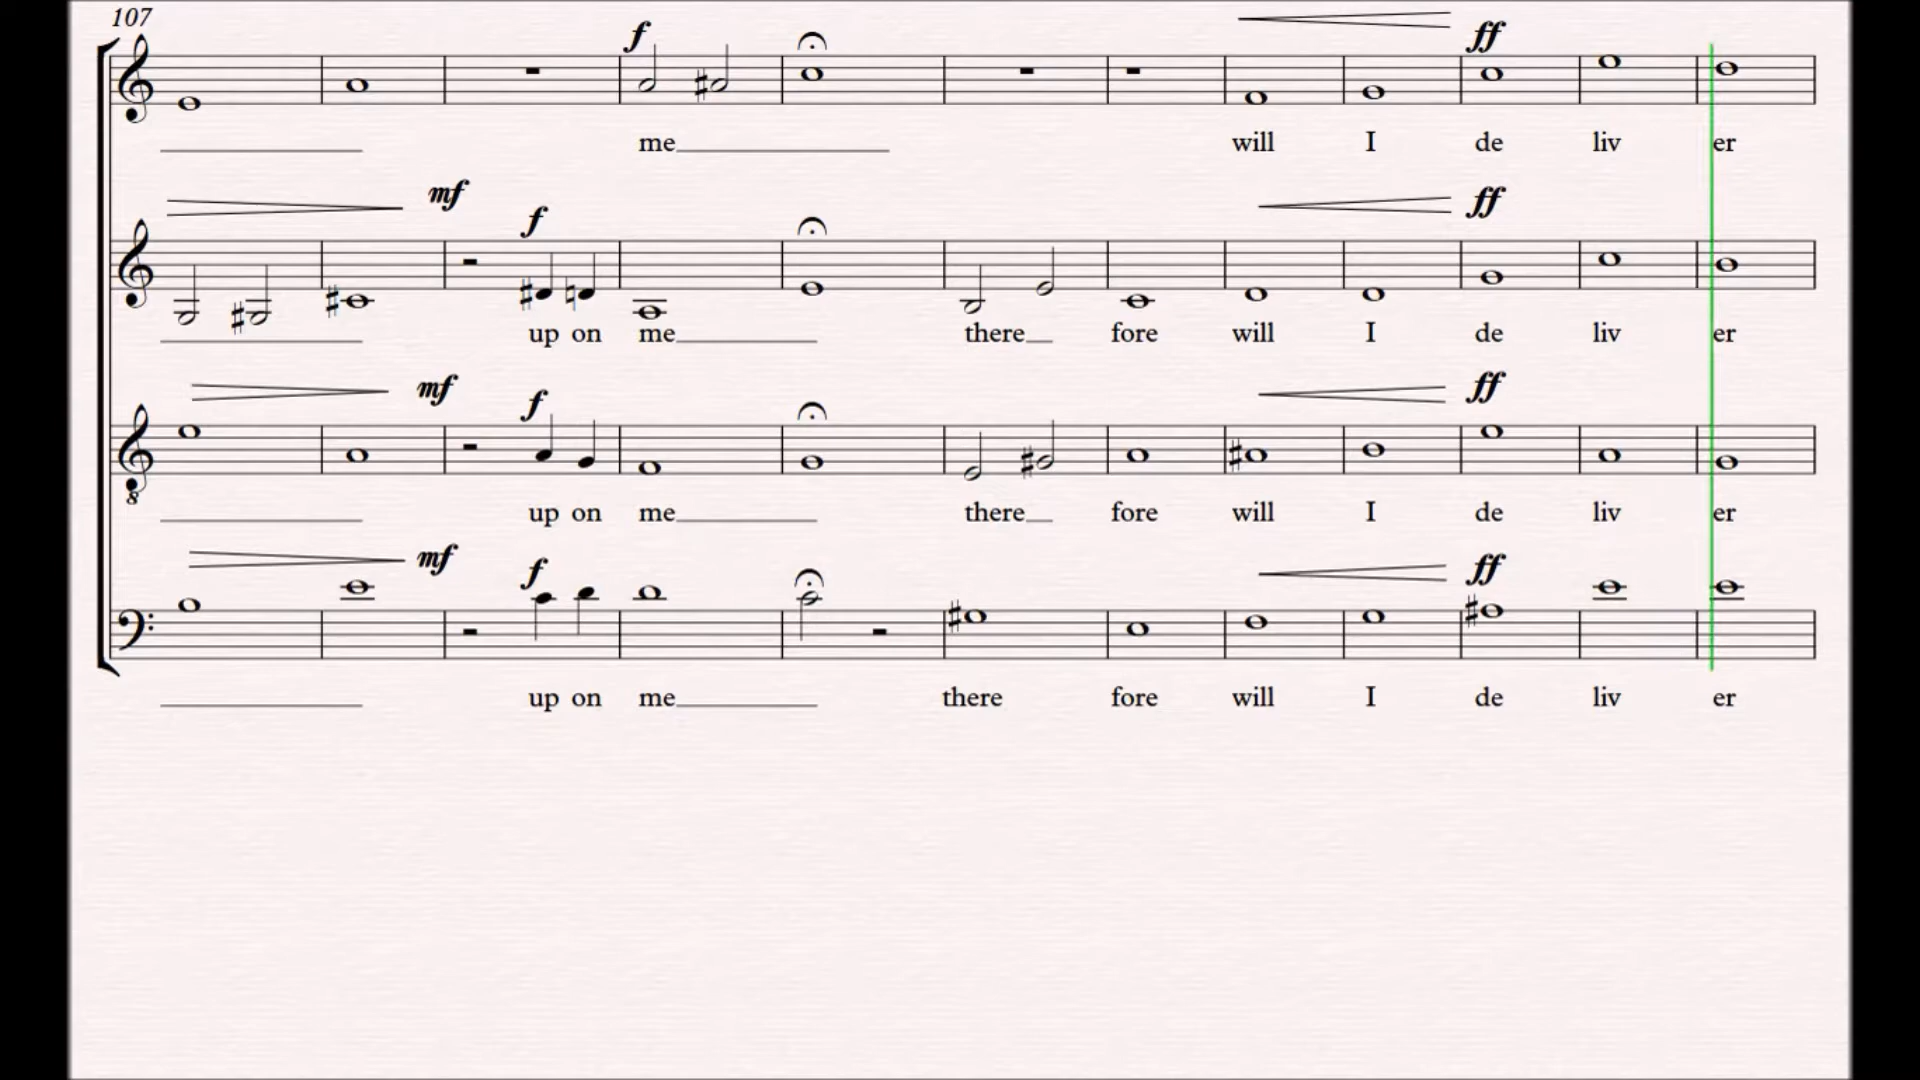 107
f
ff
me will I de liv er
mf
f
ff
up on me there fore will I de liv er
mf
f
ff
8
up on me there fore will I de liv er
mf
f
ff
up on me there fore will I de liv er